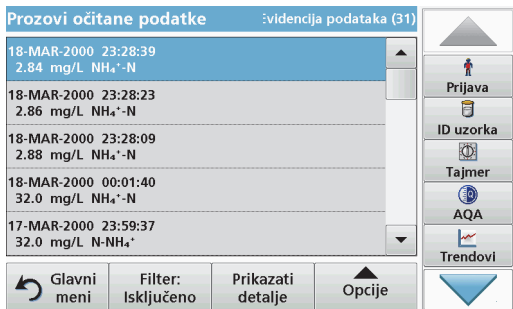 Prozovi očitane podatke
Evidencija podataka (31)
18-MAR-2000 23:28:39
2.84 mg/L NH₄⁺-N
18-MAR-2000 23:28:23
2.86 mg/L NH₄⁺-N
18-MAR-2000 23:28:09
2.88 mg/L NH₄⁺-N
18-MAR-2000 00:01:40
32.0 mg/L NH₄⁺-N
17-MAR-2000 23:59:37
32.0 mg/L N-NH₄⁺
Glavni
meni
Filter:
Isključeno
Prikazati
detalje
Opcije
Prijava
ID uzorka
Tajmer
AQA
Trendovi